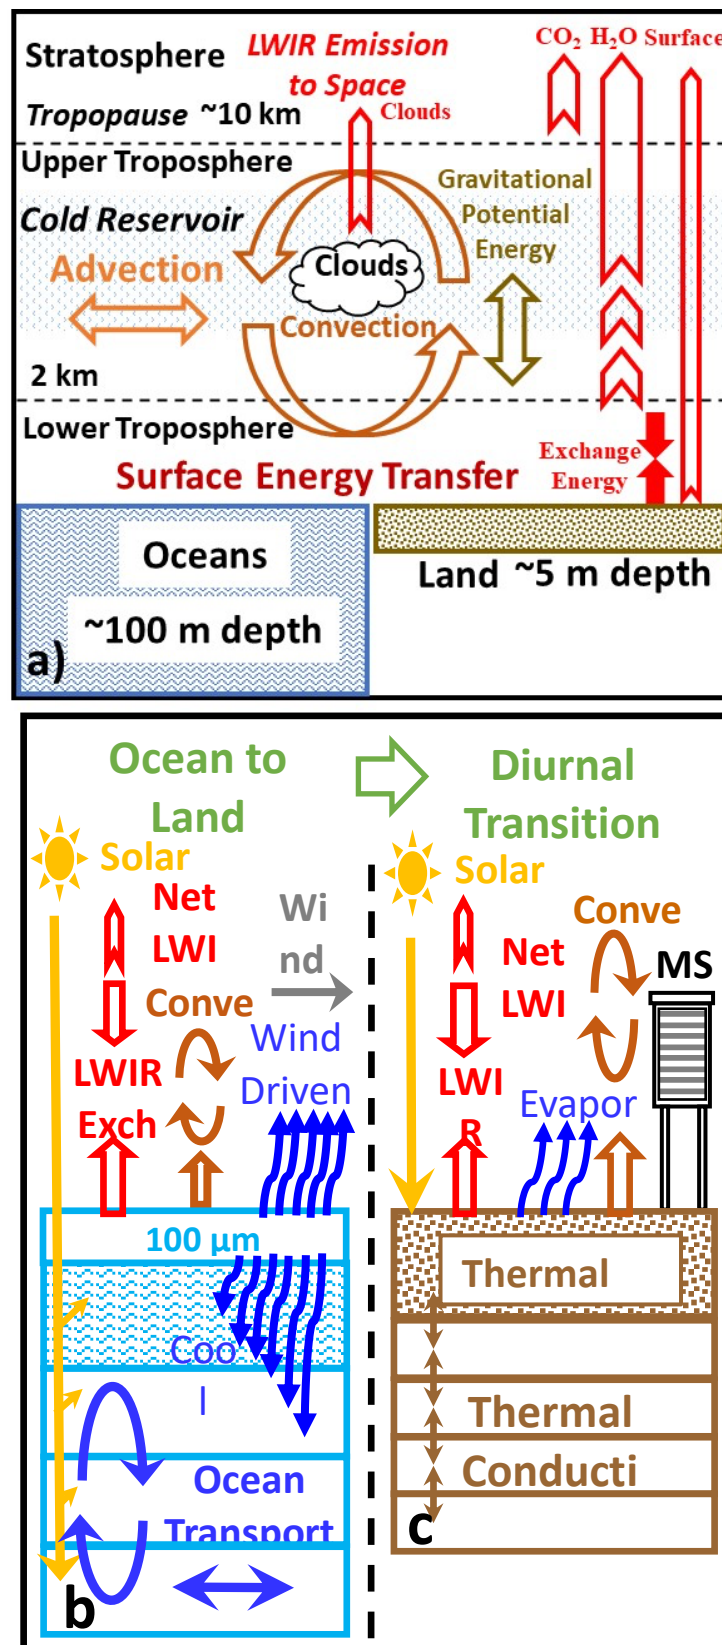 Stratosphere
LWIR Emission
to Space
CO₂ H₂O Surface
Tropopause ~10 km
Clouds
Upper Troposphere
Gravitational
Potential
Energy
Cold Reservoir
Advection
Clouds
Convection
2 km
Lower Troposphere
Exchange
Energy
Surface Energy Transfer
Oceans
~100 m depth
Land ~5 m depth
a)
Ocean to
Land
Diurnal
Transition
Solar
Net
LWI
Wi
nd
Conve
LWIR
Exch
Wind
Driven
100 µm
Coo
l
Ocean
Transport
b
Solar
Conve
Net
LWI
MS
LWI
R
Evapor
Thermal
Thermal
Conducti
c